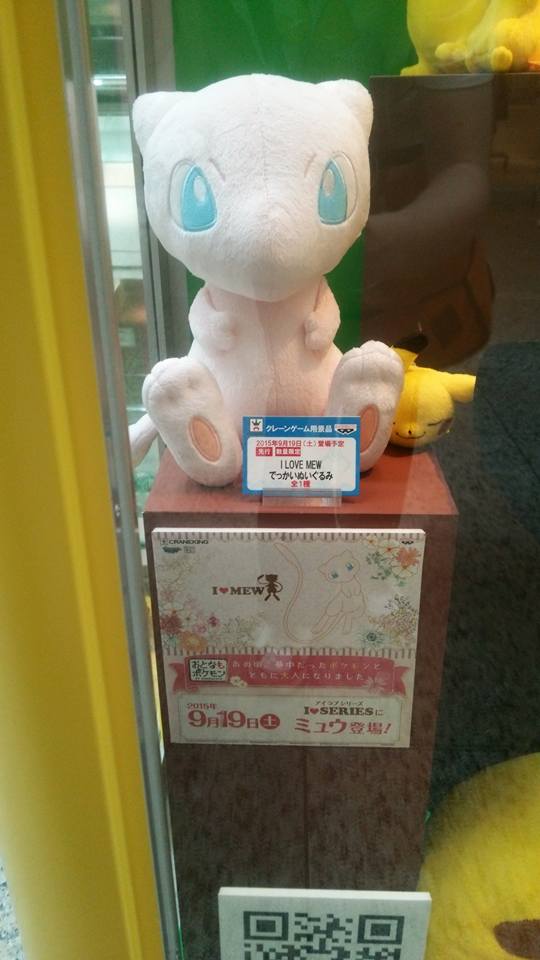 クレーンゲーム用景品
2015年9月19日(土)登場予定
先行 数量限定
I LOVE MEW
でっかいぬいぐるみ
全1種
CRANEKING
I♥MEW
おとなも
ポケモン
あの頃、夢中だったポケモンと
ともに大人になりました
2015年
9月19日土
アイラブシリーズ
I♥SERIESに
ミュウ登場!